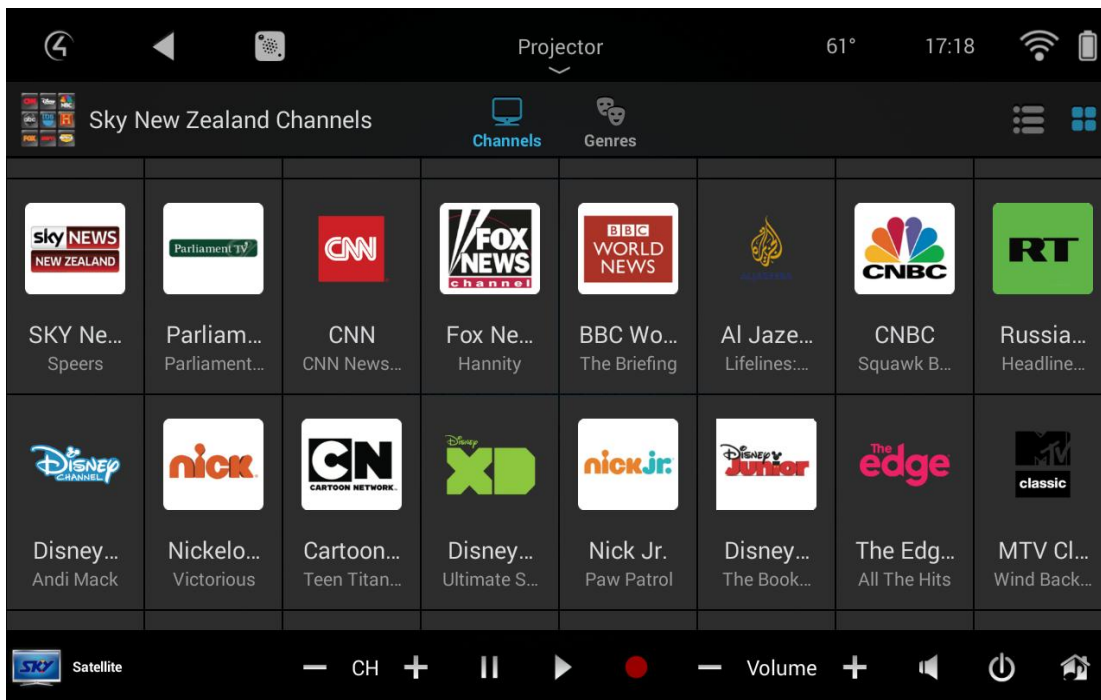 4
Projector
61°
17:18
Sky New Zealand Channels
Channels
Genres
sky NEWS
NEW ZEALAND
Parliament TV
CNN
FOX
NEWS
channel
BBC
WORLD
NEWS
ALJAZEERA
CNBC
RT
SKY Ne...
Parliam...
CNN
Fox Ne...
BBC Wo...
Al Jaze...
CNBC
Russia...
Speers
Parliament...
CNN News...
Hannity
The Briefing
Lifelines:...
Squawk B...
Headline...
Disney
CHANNEL
nick
CN
CARTOON NETWORK
Disney
XD
nick jr.
Disney
Junior
The
edge
MTV
classic
Disney...
Nickelo...
Cartoon...
Disney...
Nick Jr.
Disney...
The Edg...
MTV Cl...
Andi Mack
Victorious
Teen Titan...
Ultimate S...
Paw Patrol
The Book...
All The Hits
Wind Back...
SKY
Satellite
CH
Volume